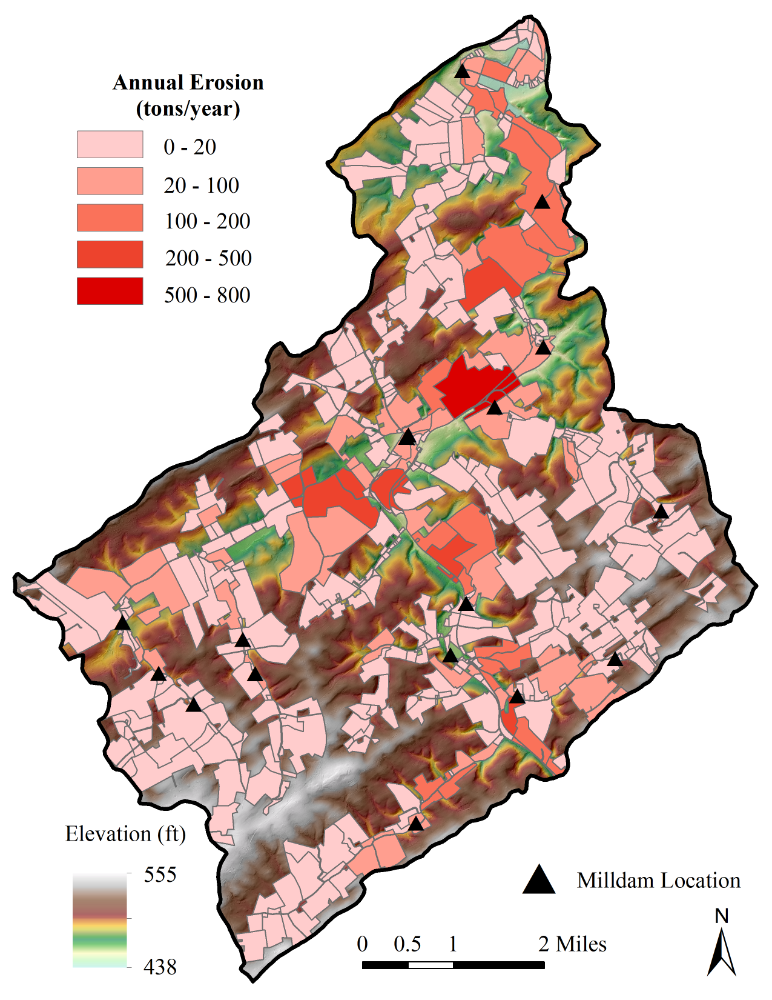 Annual Erosion
(tons/year)
0 - 20
20 - 100
100 - 200
200 - 500
500 - 800
Elevation (ft)
555
438
Milldam Location
N
0 0.5 1 2 Miles